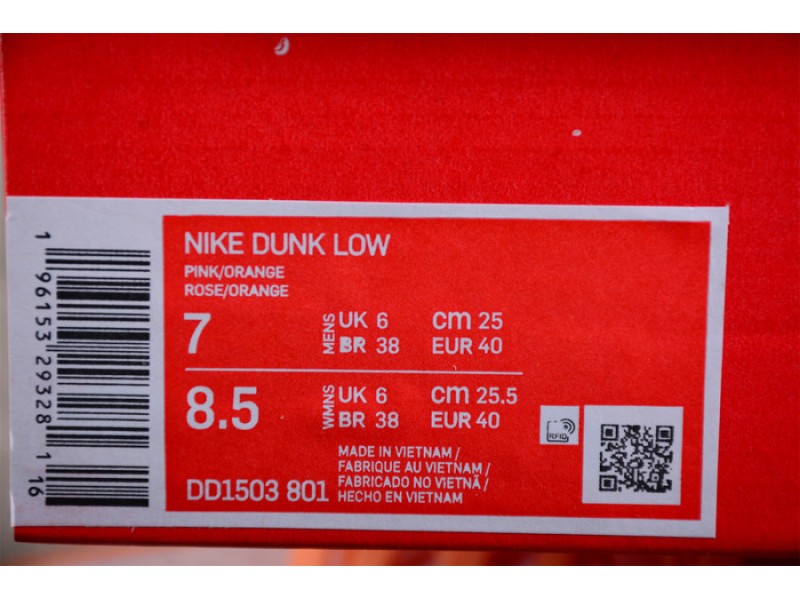 NIKE DUNK LOW
PINK/ORANGE
ROSE/ORANGE
7 MENS UK 6 cm 25
BR 38 EUR 40
8.5 WMNS UK 6 cm 25.5
BR 38 EUR 40
RFID
DD1503 801
MADE IN VIETNAM /
FABRIQUE AU VIETNAM /
FABRICADO NO VIETNÃ /
HECHO EN VIETNAM
1 96153 29328 1 16